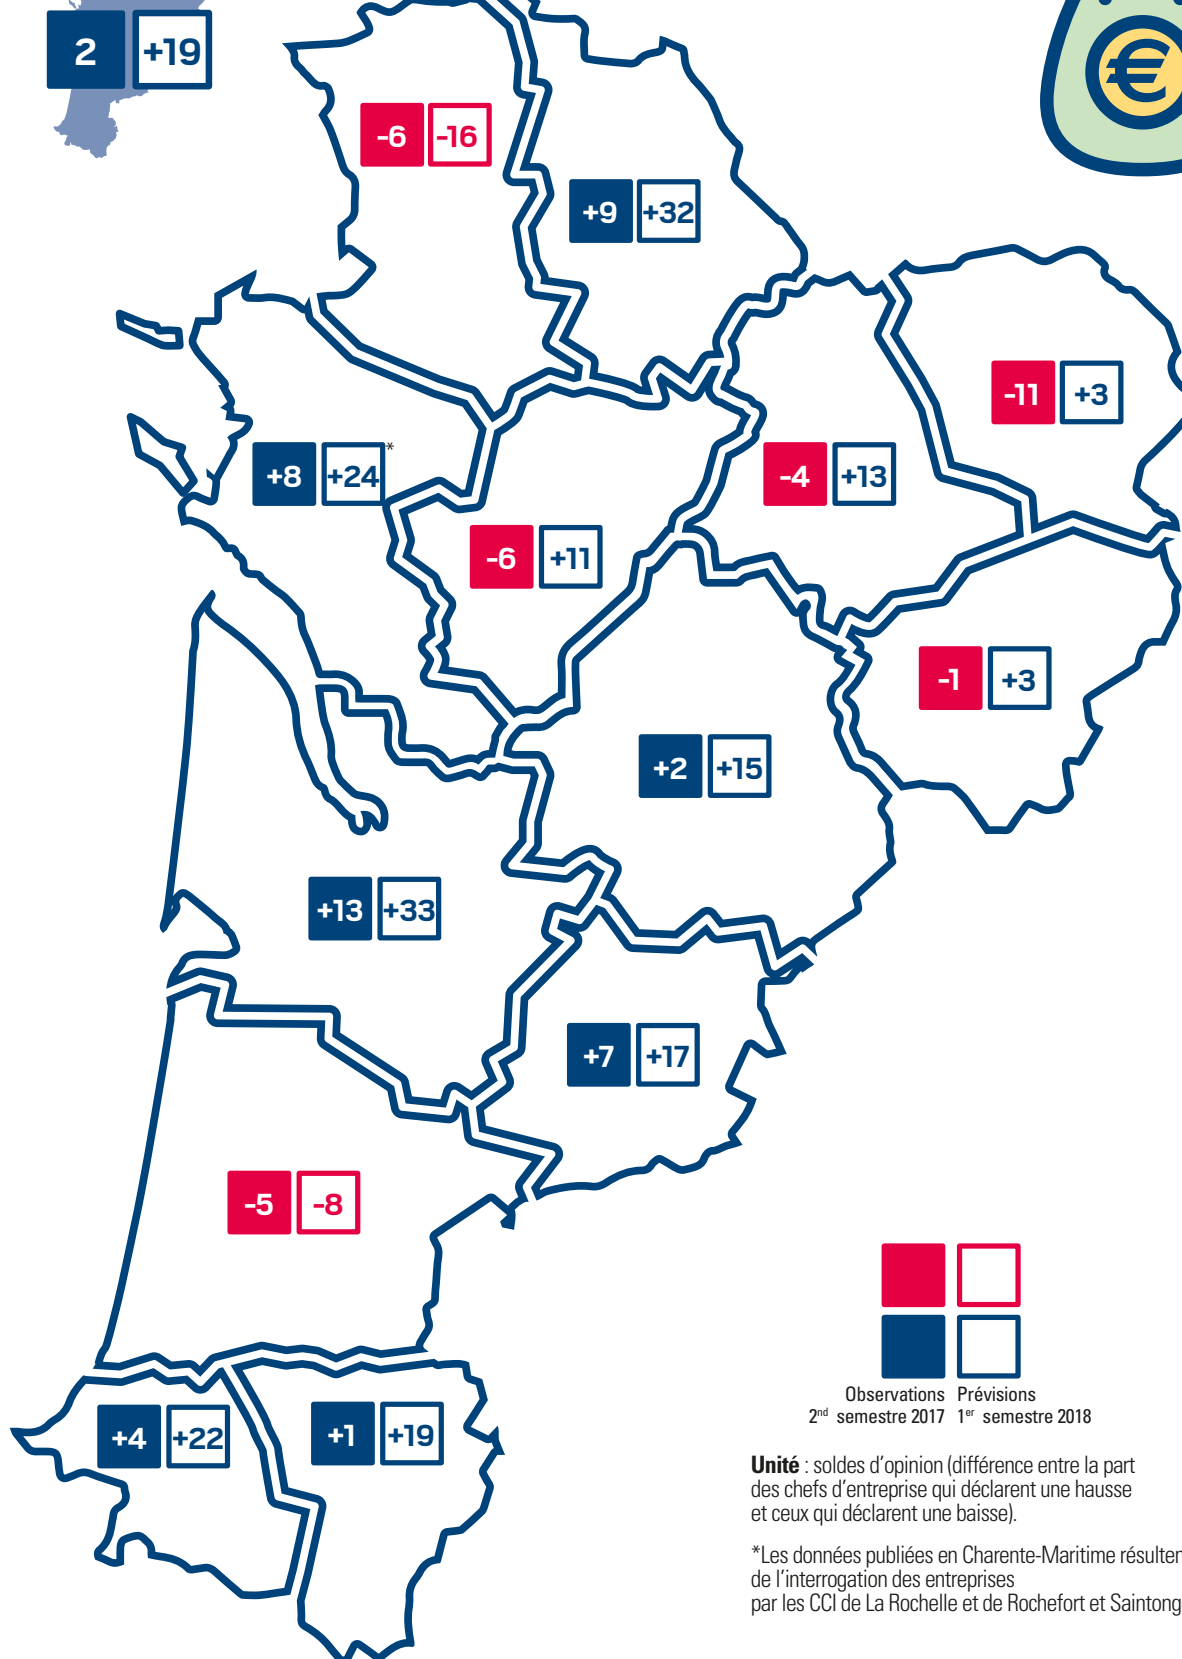 2 +19
€
-6 -16
+9 +32
-11 +3
+8 +24*
-4 +13
-6 +11
-1 +3
+2 +15
+13 +33
+7 +17
-5 -8
+4 +22
+1 +19
Observations Prévisions
2nd semestre 2017 1er semestre 2018
Unité : soldes d'opinion (différence entre la part
des chefs d'entreprise qui déclarent une hausse
et ceux qui déclarent une baisse).
*Les données publiées en Charente-Maritime résulten
de l'interrogation des entreprises
par les CCI de La Rochelle et de Rochefort et Saintong